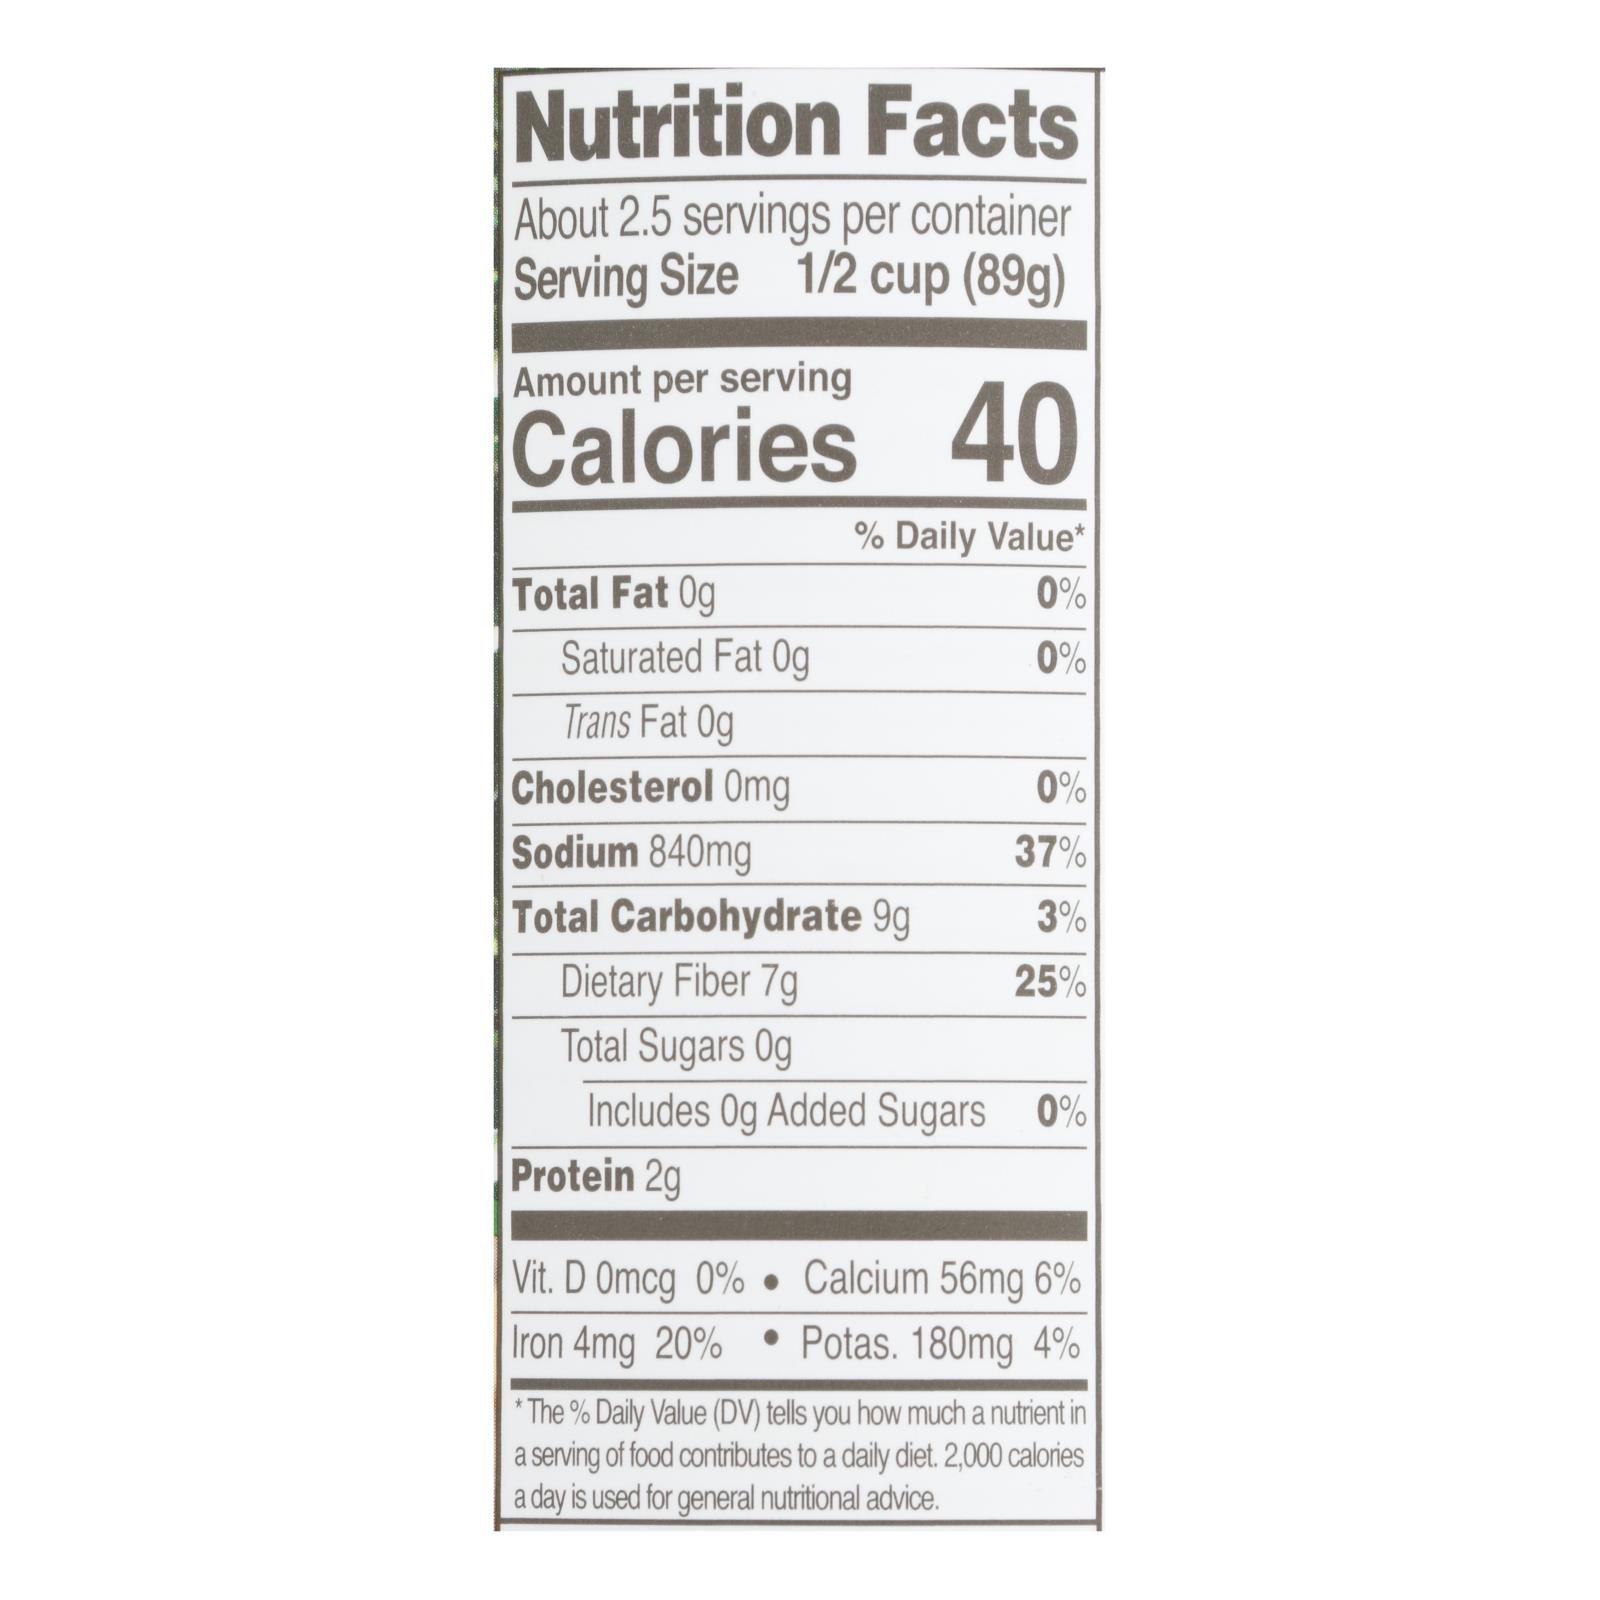 Nutrition Facts
About 2.5 servings per container
Serving Size 1/2 cup (89g)
Amount per serving
Calories 40
% Daily Value*
Total Fat 0g 0%
Saturated Fat 0g 0%
Trans Fat 0g
Cholesterol 0mg 0%
Sodium 840mg 37%
Total Carbohydrate 9g 3%
Dietary Fiber 7g 25%
Total Sugars 0g
Includes 0g Added Sugars 0%
Protein 2g
Vit. D 0mcg 0% • Calcium 56mg 6%
Iron 4mg 20% • Potas. 180mg 4%
* The % Daily Value (DV) tells you how much a nutrient in
a serving of food contributes to a daily diet. 2,000 calories
a day is used for general nutritional advice.